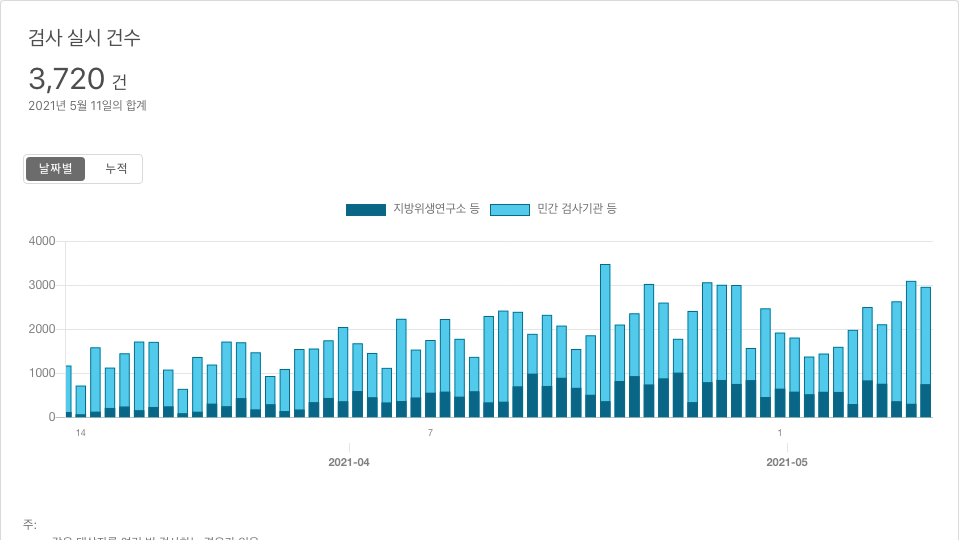 검사 실시 건수
3,720 건
2021년 5월 11일의 합계
날짜별 누적
지방위생연구소 등 민간 검사기관 등
4000
3000
2000
1000
0
14 7 1
2021-04 2021-05
주: